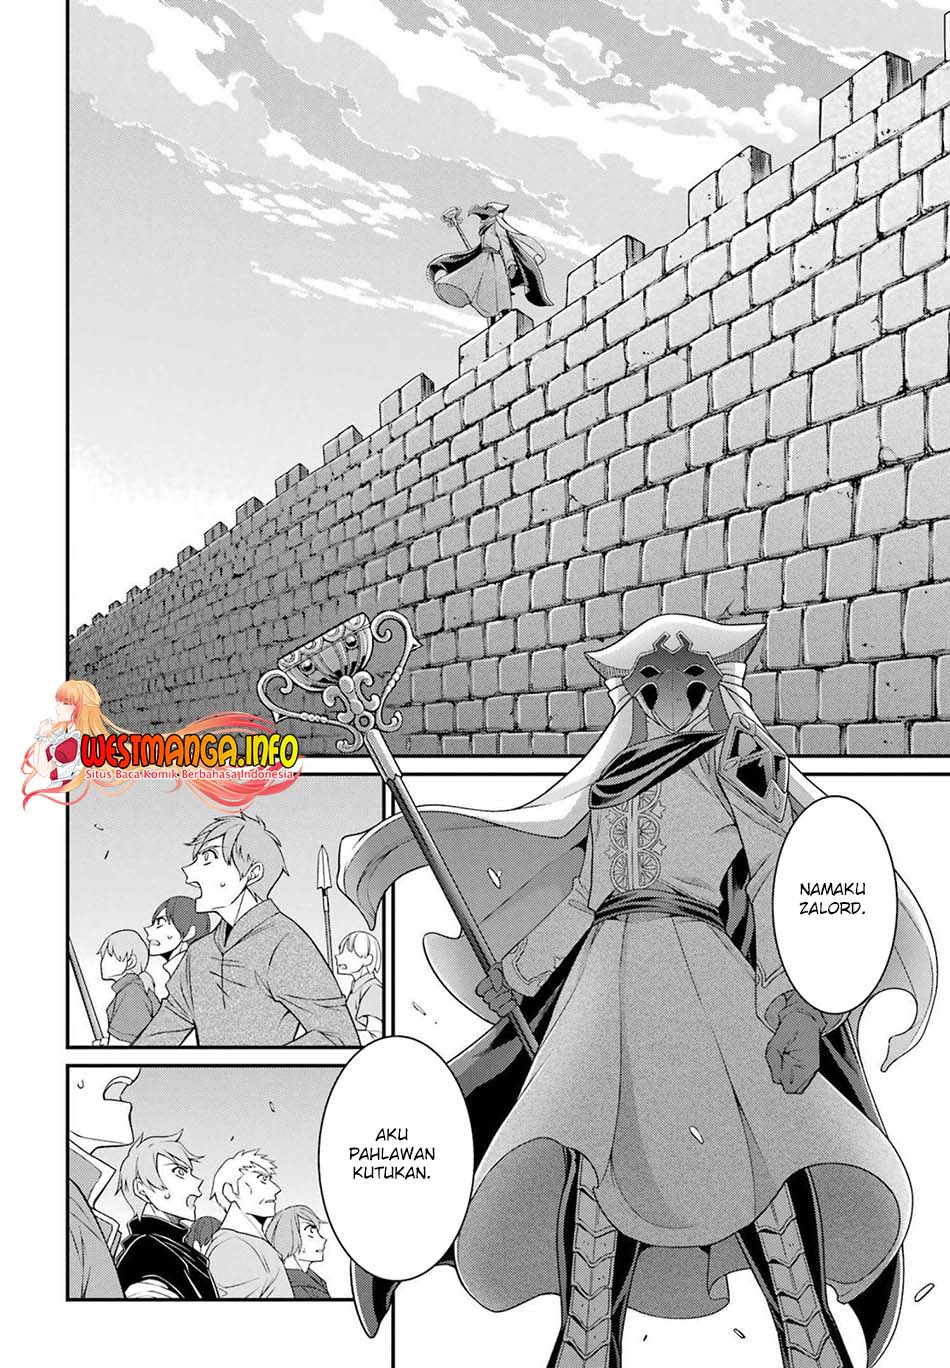 WESTMANGA.INFO
Situs Baca Komik Berbahasa Indonesia
NAMAKU
ZALORD.
AKU
PAHLAWAN
KUTUKAN.